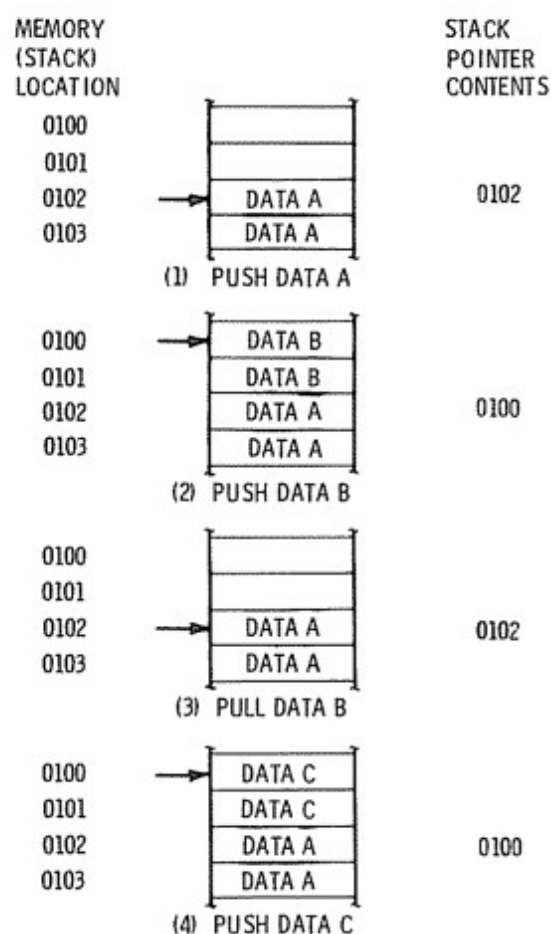 MEMORY
(STACK)
LOCATION
STACK
POINTER
CONTENTS
0100
0101
0102 DATA A 0102
0103 DATA A
(1) PUSH DATA A
0100 DATA B
0101 DATA B
0102 DATA A 0100
0103 DATA A
(2) PUSH DATA B
0100
0101
0102 DATA A 0102
0103 DATA A
(3) PULL DATA B
0100 DATA C
0101 DATA C
0102 DATA A 0100
0103 DATA A
(4) PUSH DATA C